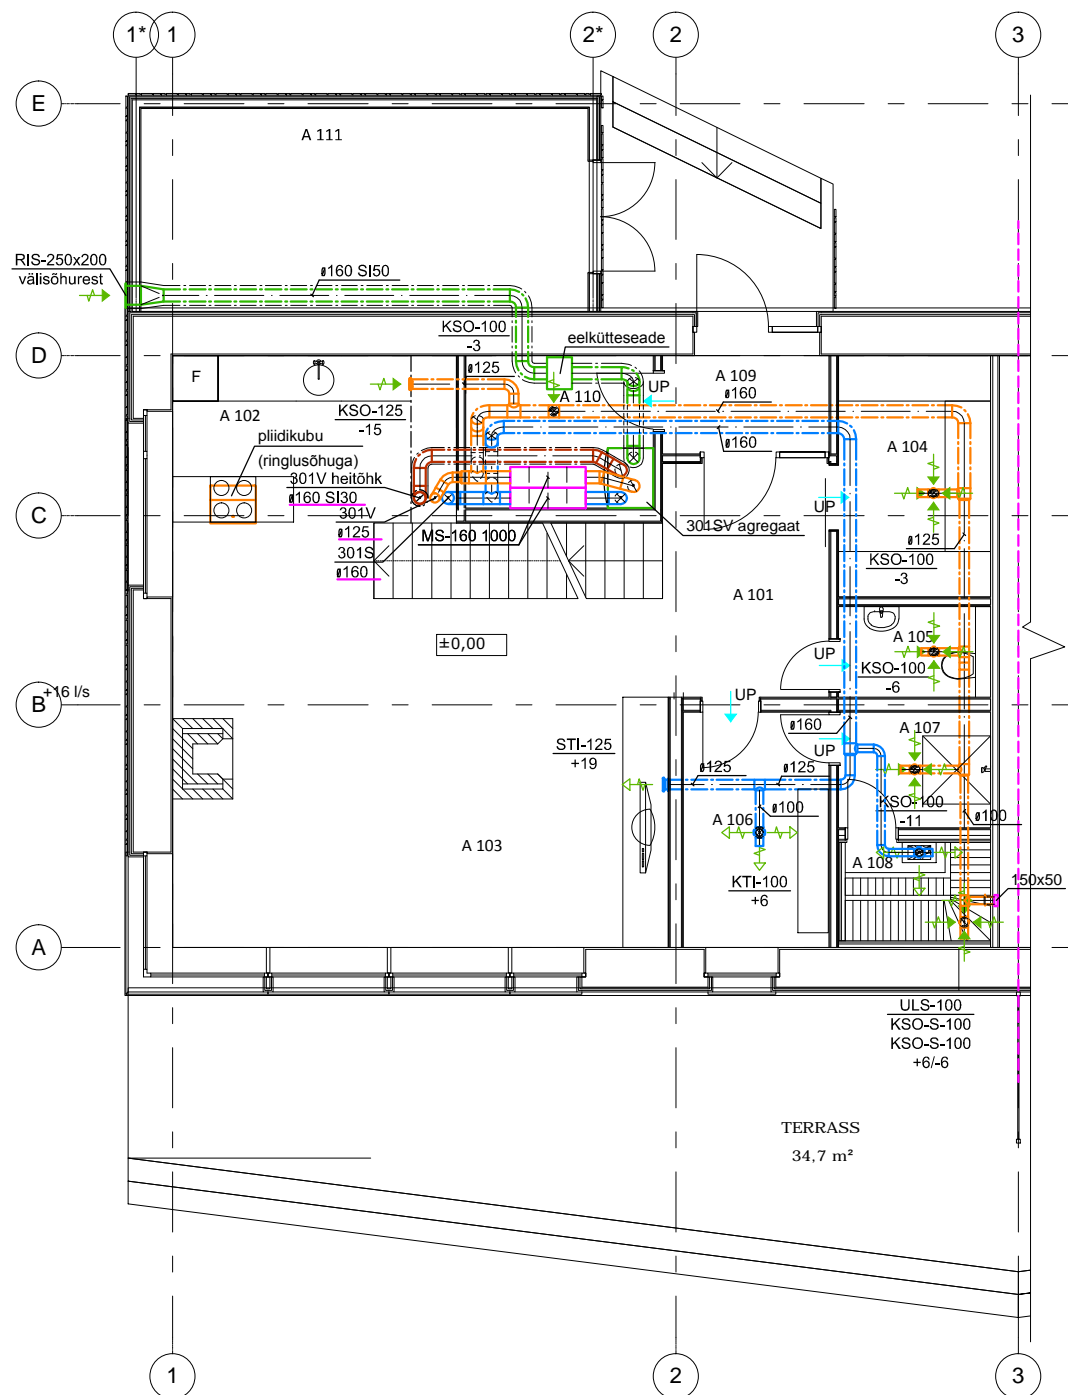 1*
1
2*
2
3
E
A 111
RIS-250x200
välisõhurest
ø160 SI50
KSO-100
-3
eelkütteseade
D
F
ø125
UP
A 109
ø160
A 110
A 102
KSO-125
-15
ø160
A 104
pliidikubu
(ringlusõhuga)
301V heitõhk
ø160 SI30
301V
ø125
C
MS-160 1000
301SV agregaat
UP
ø125
301S
ø160
KSO-100
-3
A 101
±0,00
A 105
UP
KSO-100
-6
+16 l/s
B
UP
ø160
A 107
STI-125
+19
UP
ø125
ø125
ø100
KSO-100
-11
ø100
A 106
A 103
A 108
KTI-100
+6
150x50
A
ULS-100
KSO-S-100
KSO-S-100
+6/-6
TERRASS
34,7 m²
1
2
3